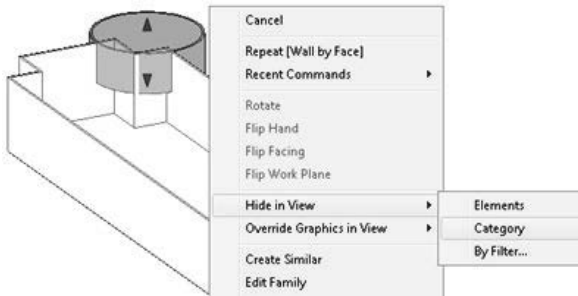 Cancel
Repeat [Wall by Face]
Recent Commands
Rotate
Flip Hand
Flip Facing
Flip Work Plane
Hide in View
Elements
Override Graphics in View
Category
By Filter...
Create Similar
Edit Family